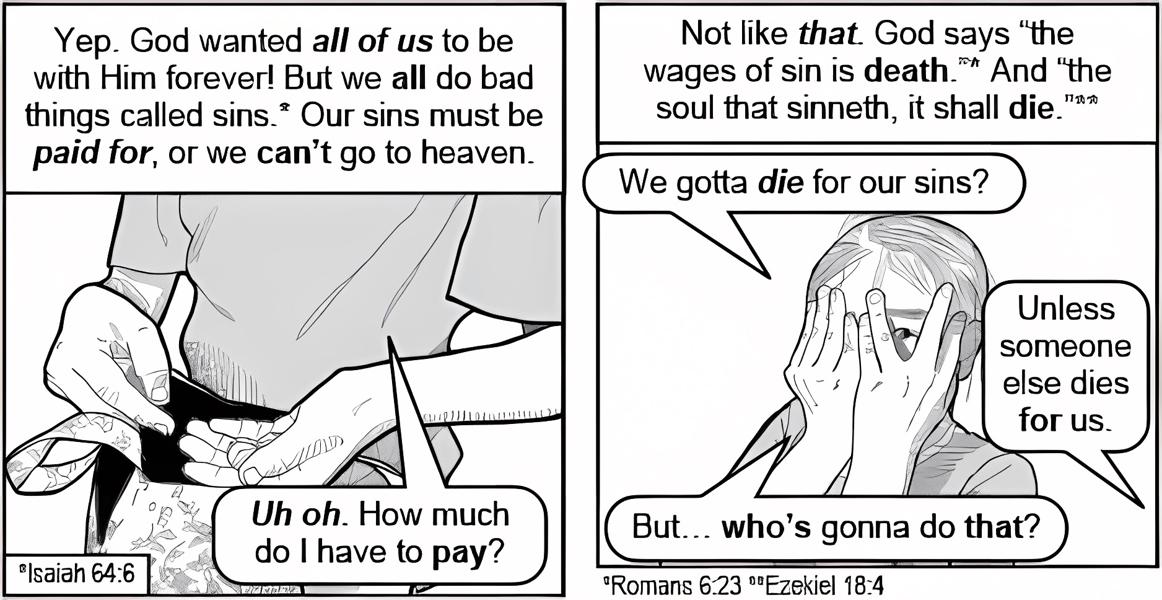 Yep. God wanted all of us to be
with Him forever! But we all do bad
things called sins.* Our sins must be
paid for, or we can't go to heaven.
Uh oh. How much
do I have to pay?
*Isaiah 64:6
Not like that. God says "the
wages of sin is death."* And "the
soul that sinneth, it shall die."**
We gotta die for our sins?
Unless
someone
else dies
for us.
But... who's gonna do that?
*Romans 6:23 **Ezekiel 18:4